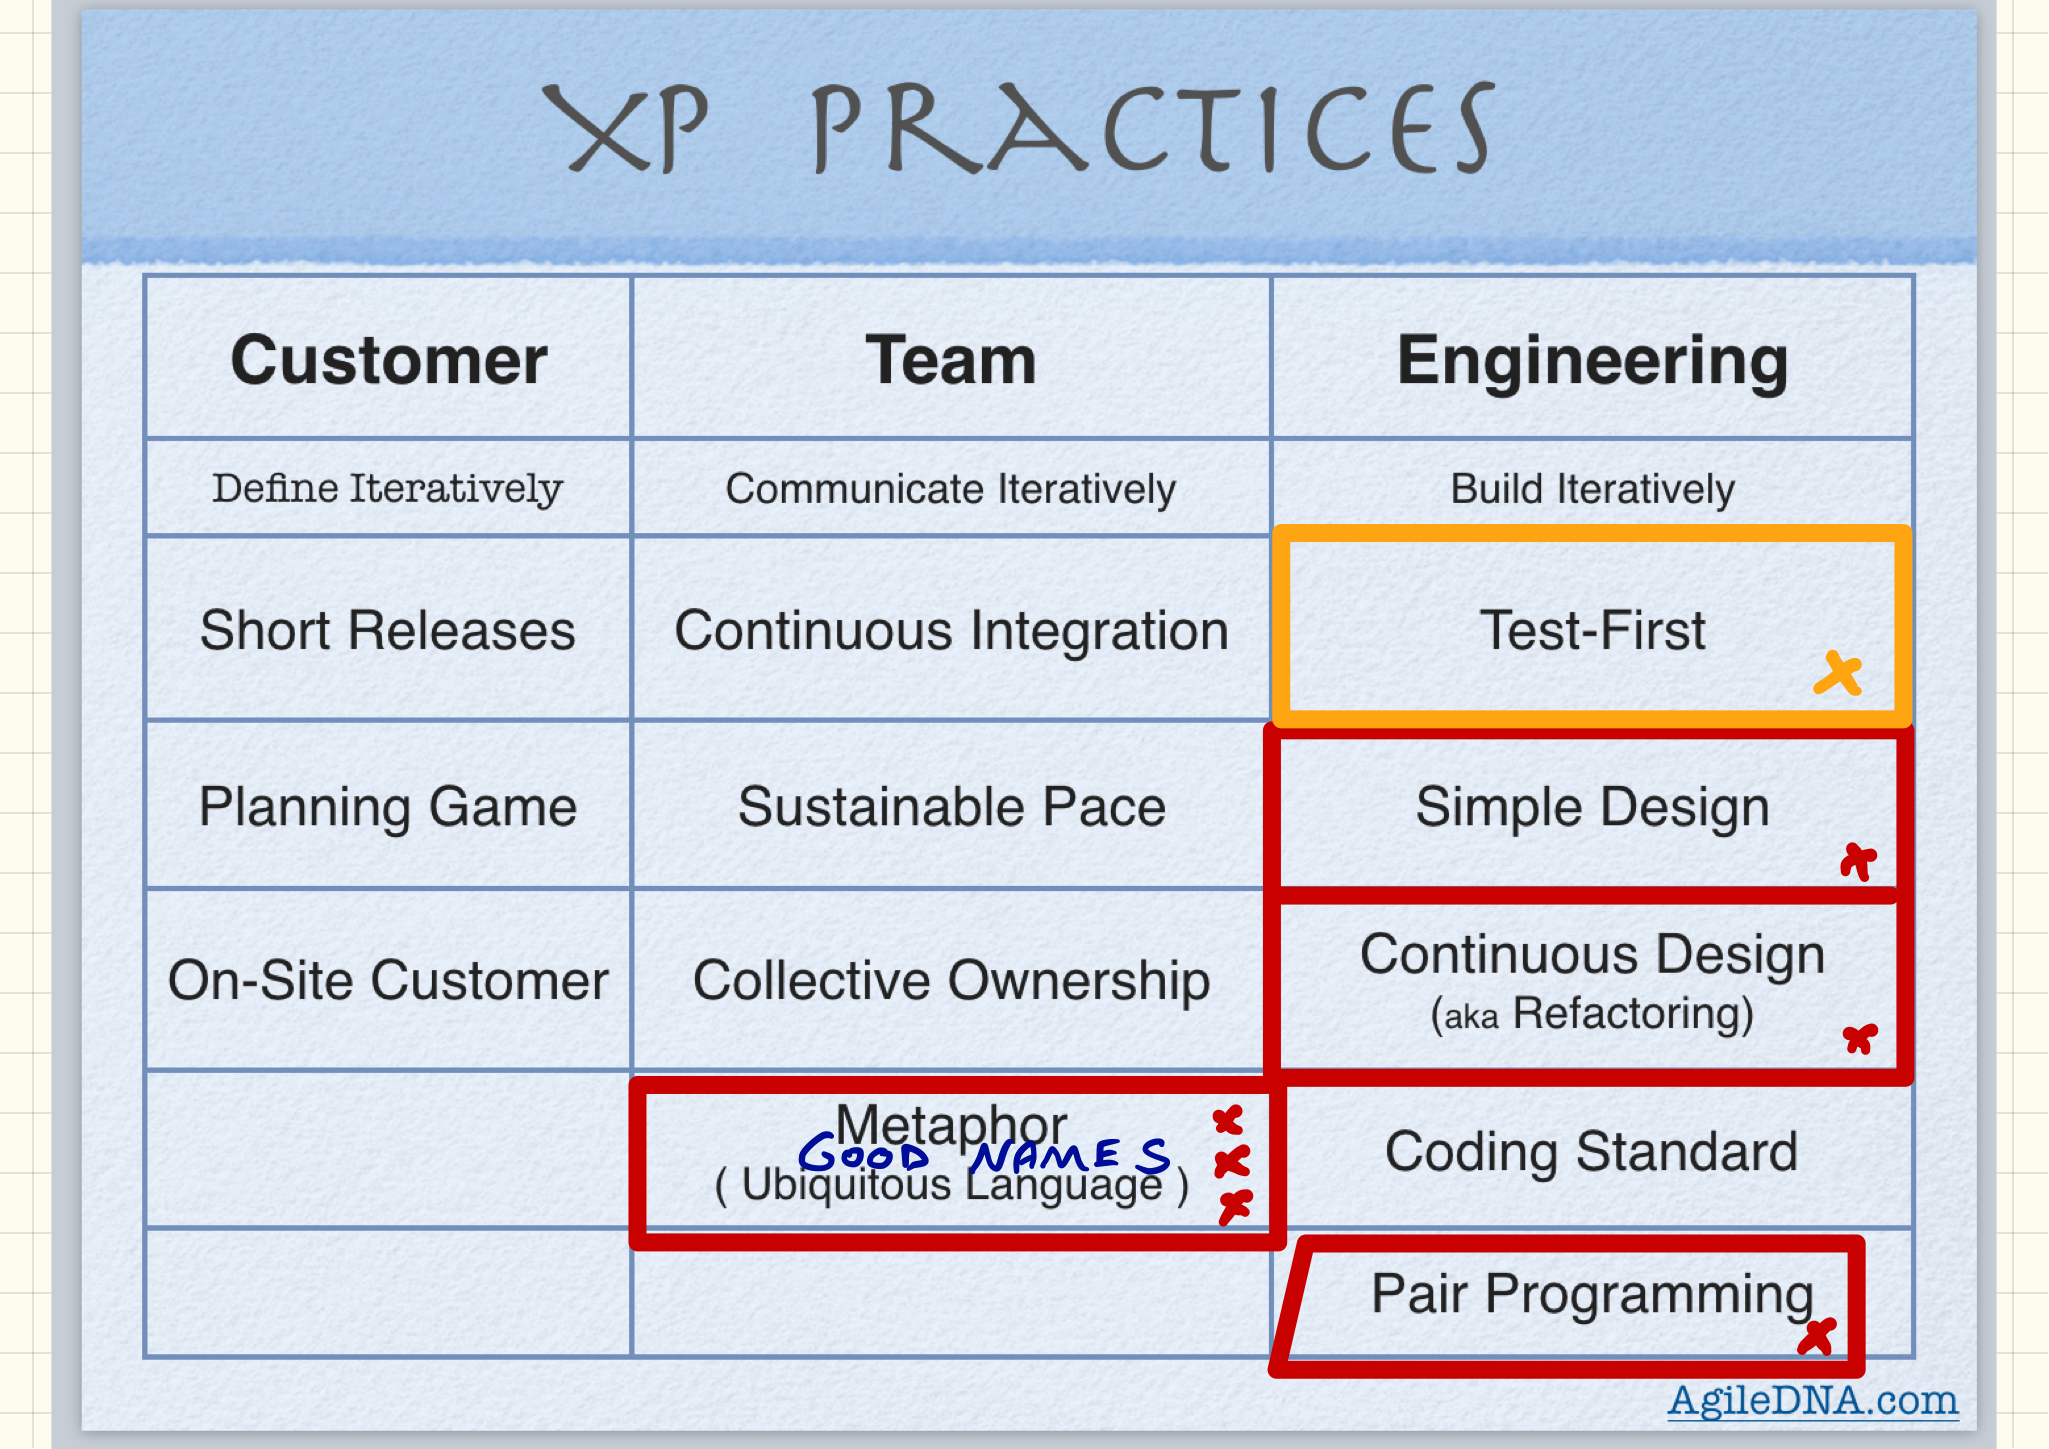 XP PRACTICES
Customer Team Engineering
Define Iteratively Communicate Iteratively Build Iteratively
Short Releases Continuous Integration Test-First
X
Planning Game Sustainable Pace Simple Design
X
On-Site Customer Collective Ownership Continuous Design
(aka Refactoring)
X
Metaphor X
GOOD NAMES X
( Ubiquitous Language ) X
Coding Standard
Pair Programming
X
AgileDNA.com